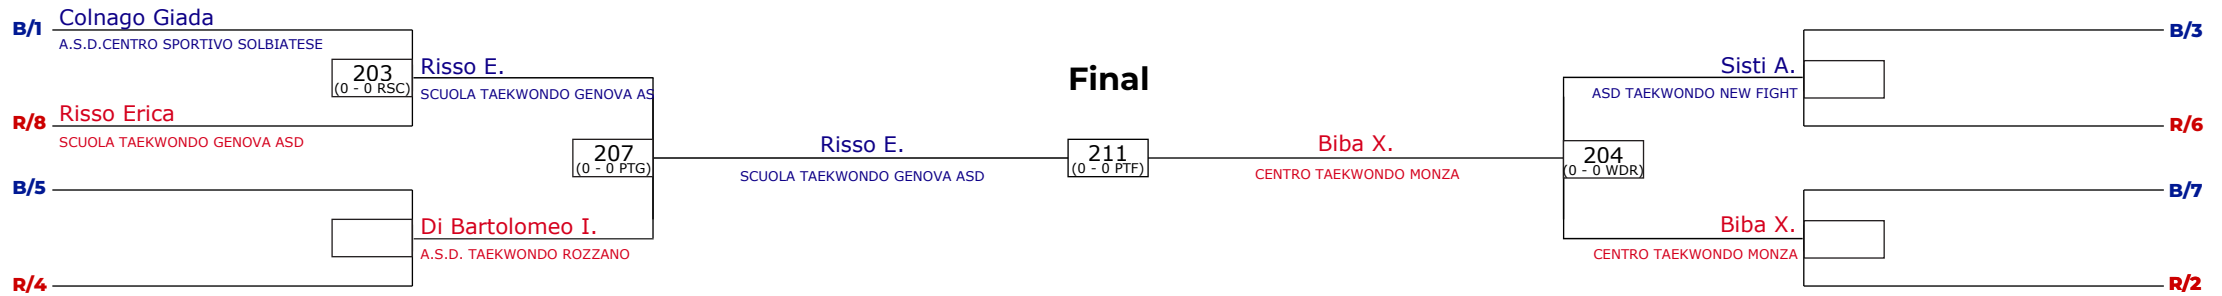 B/1
Colnago Giada
A.S.D.CENTRO SPORTIVO SOLBIATESE
203
(0 - 0 RSC)
R/8
Risso Erica
SCUOLA TAEKWONDO GENOVA ASD
Risso E.
SCUOLA TAEKWONDO GENOVA AS
207
(0 - 0 PTG)
B/5
R/4
Di Bartolomeo I.
A.S.D. TAEKWONDO ROZZANO
Risso E.
SCUOLA TAEKWONDO GENOVA ASD
Final
211
(0 - 0 PTF)
Biba X.
CENTRO TAEKWONDO MONZA
Sisti A.
ASD TAEKWONDO NEW FIGHT
204
(0 - 0 WDR)
Biba X.
CENTRO TAEKWONDO MONZA
B/3
R/6
B/7
R/2